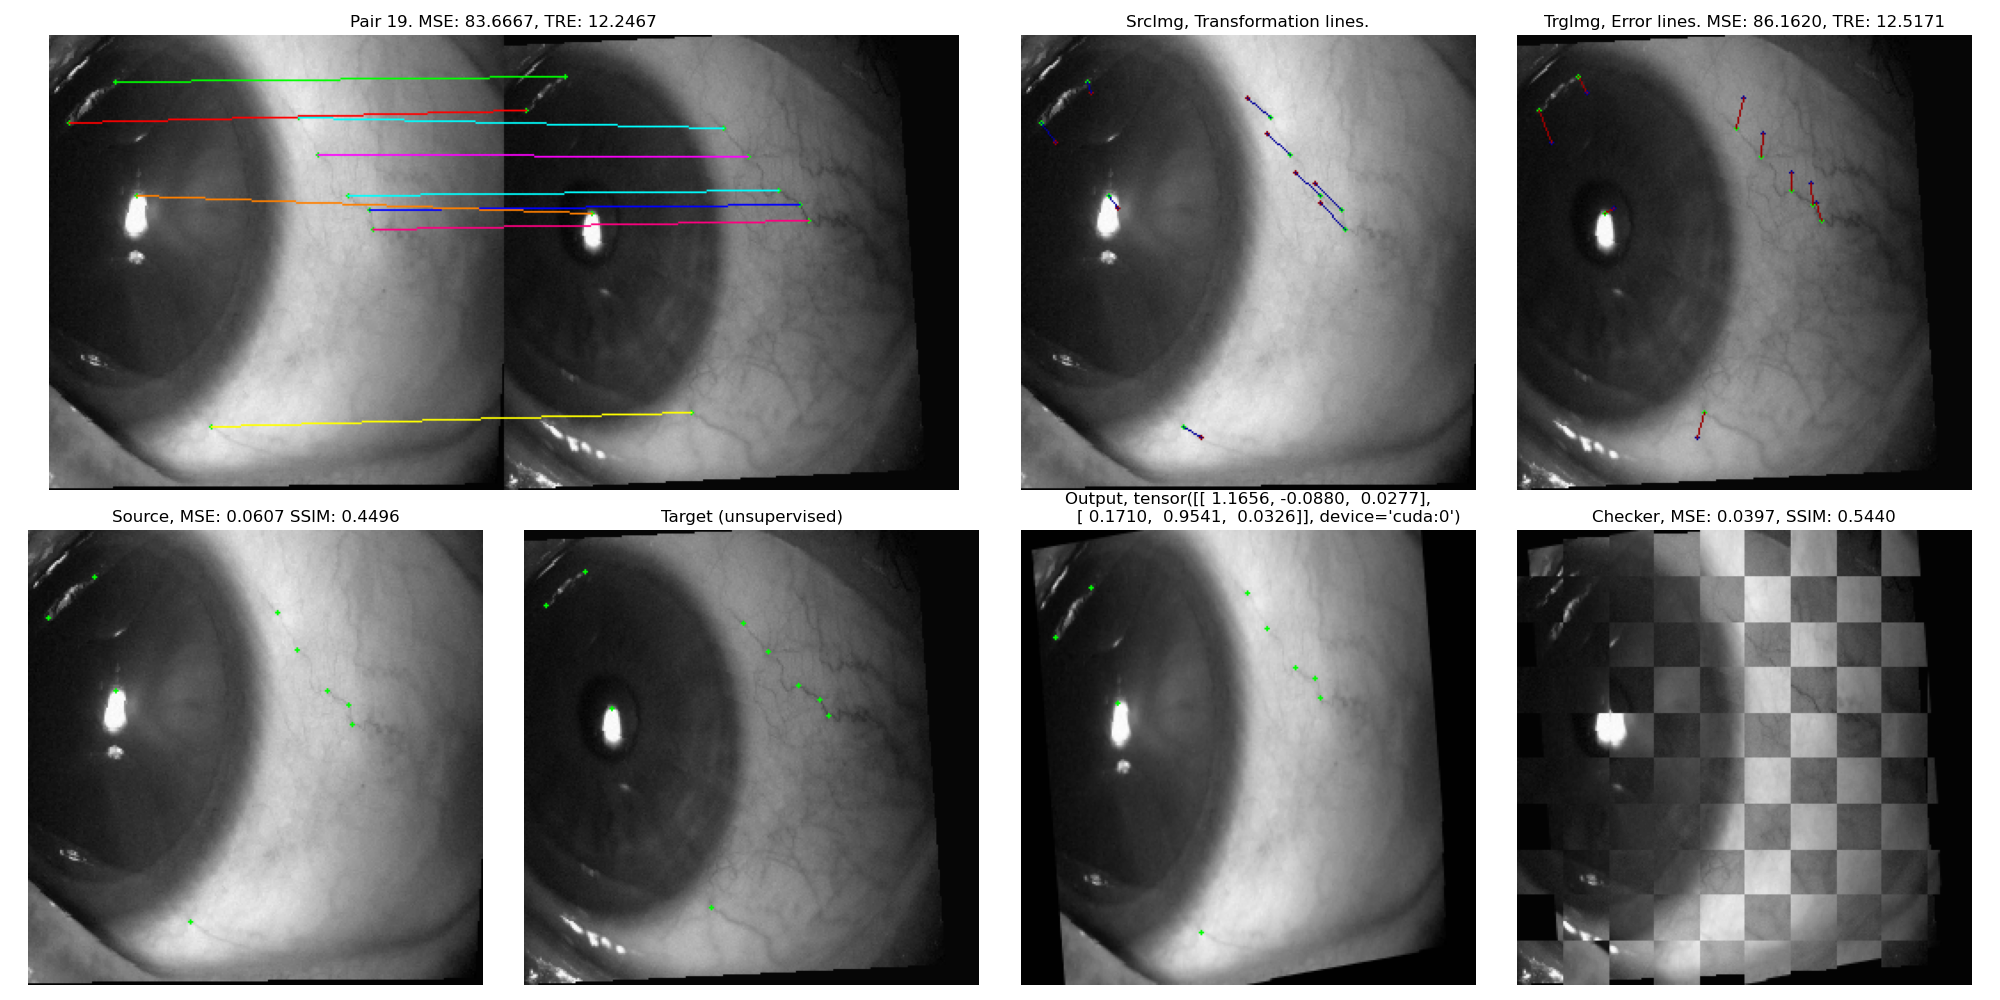 Pair 19. MSE: 83.6667, TRE: 12.2467
SrcImg, Transformation lines.
TrgImg, Error lines. MSE: 86.1620, TRE: 12.5171
Source, MSE: 0.0607 SSIM: 0.4496
Target (unsupervised)
Output, tensor([[ 1.1656, -0.0880,  0.0277],
[ 0.1710,  0.9541,  0.0326]], device='cuda:0')
Checker, MSE: 0.0397, SSIM: 0.5440